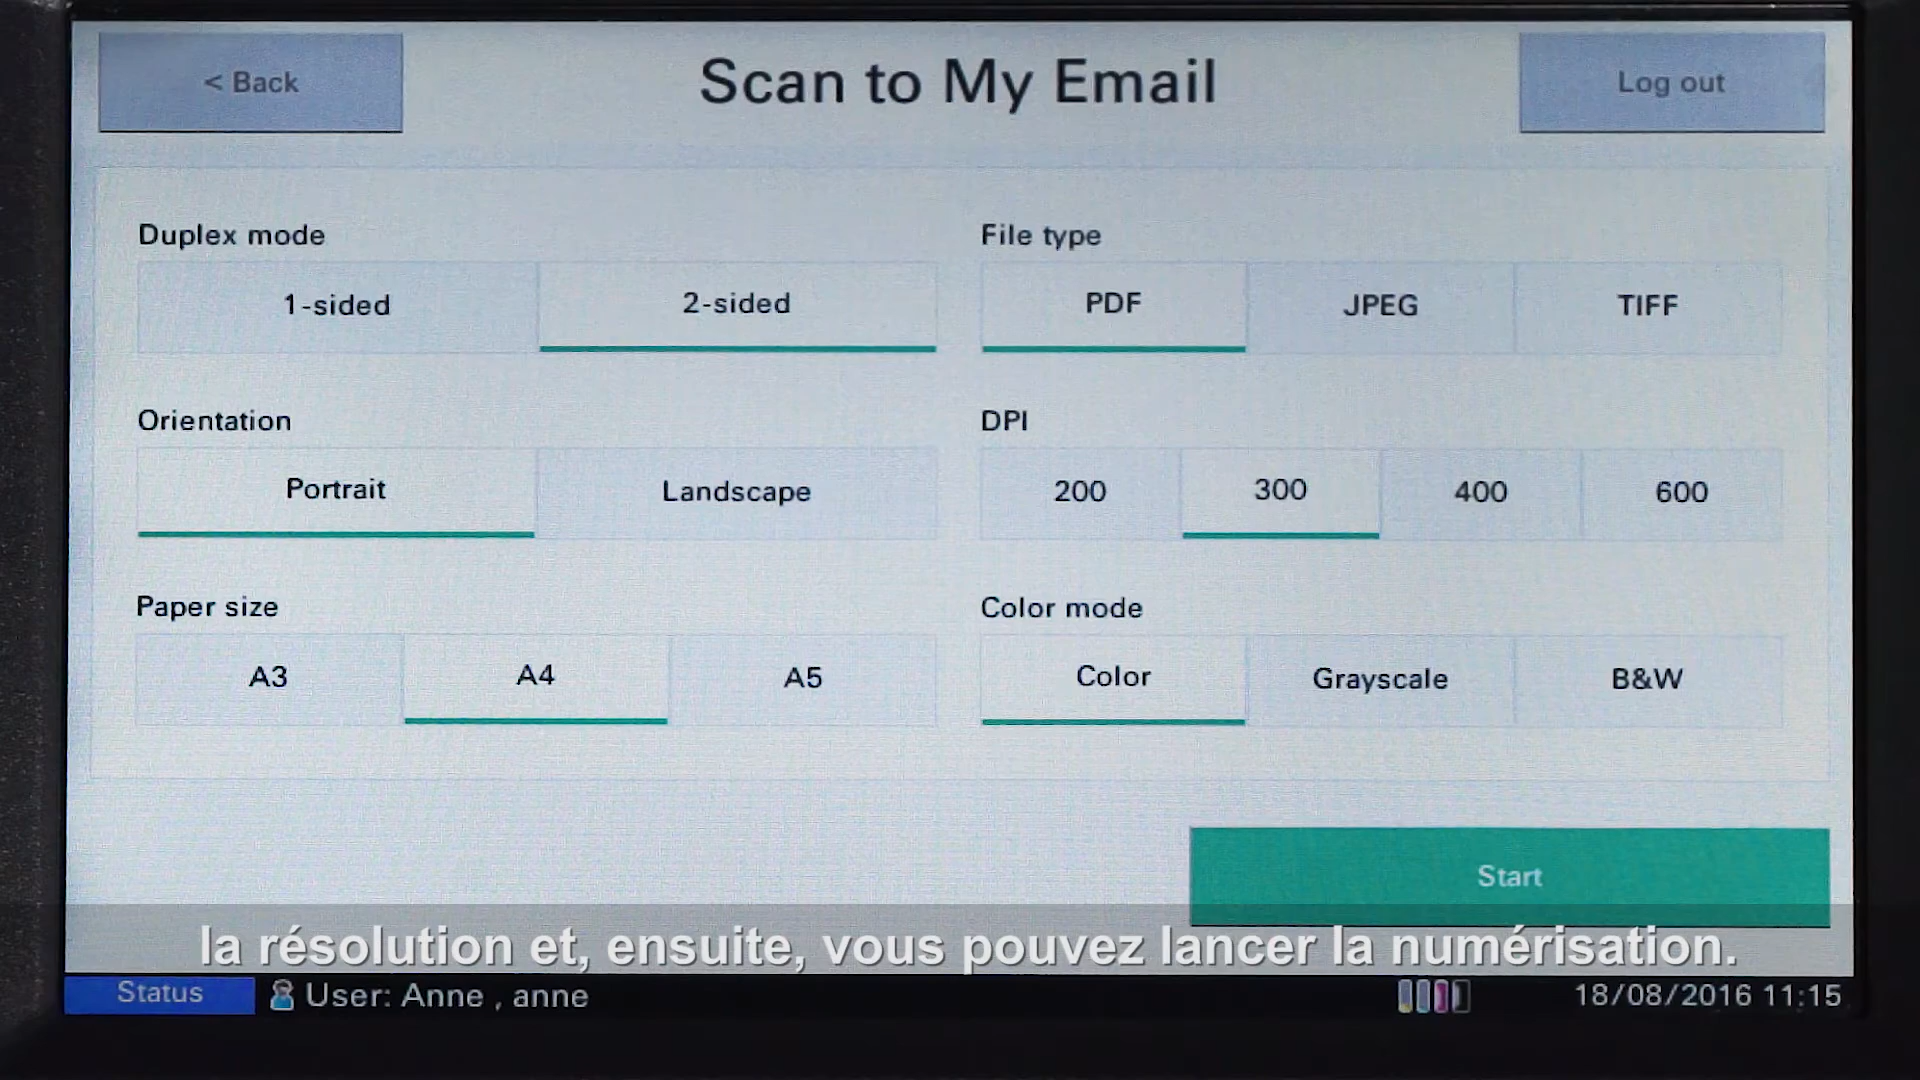 < Back
Scan to My Email
Log out
Duplex mode
1-sided
2-sided
File type
PDF
JPEG
TIFF
Orientation
Portrait
Landscape
DPI
200
300
400
600
Paper size
A3
A4
A5
Color mode
Color
Grayscale
B&W
Start
la résolution et, ensuite, vous pouvez lancer la numérisation.
Status
User: Anne , anne
18/08/2016 11:15